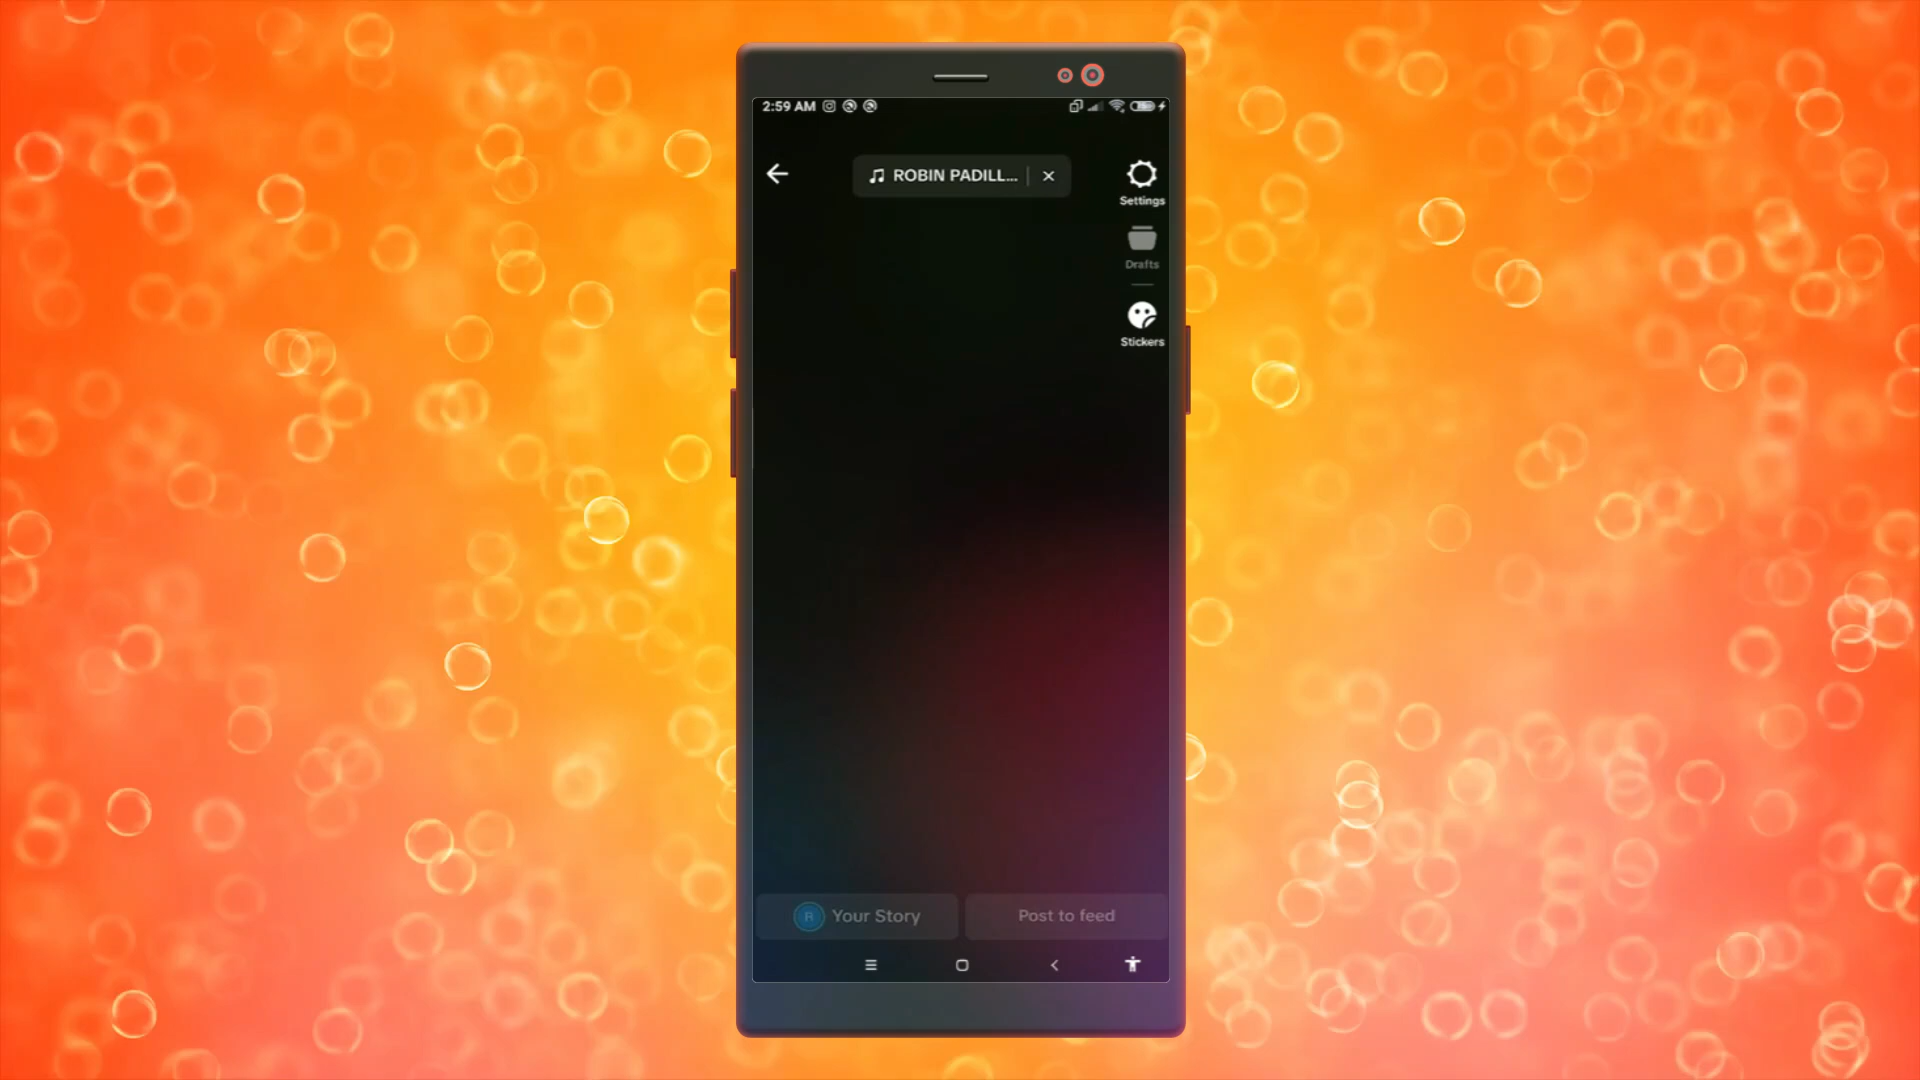 2:59 AM
ROBIN PADILL...
Settings
Drafts
Stickers
R Your Story
Post to feed